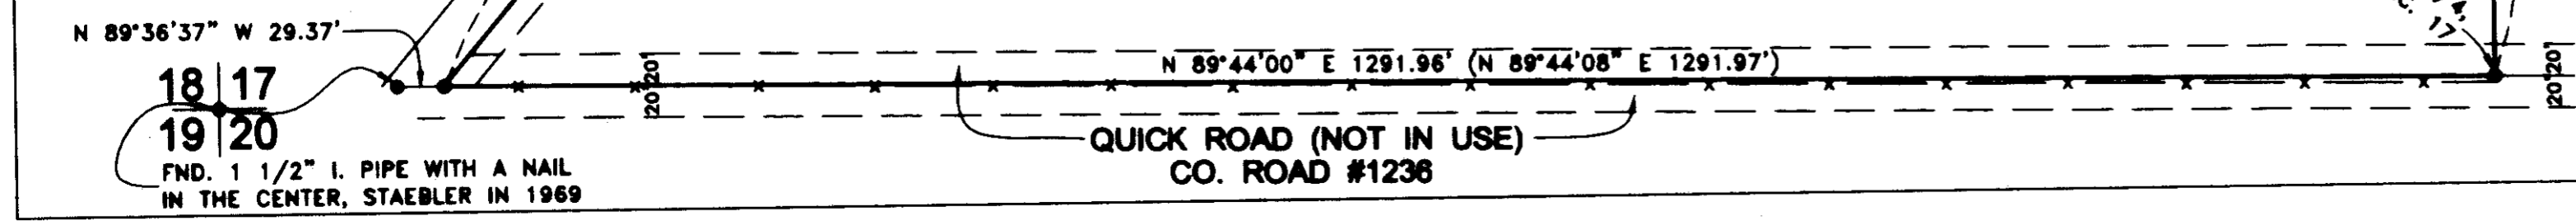 N 89°36'37" W 29.37'
18 17
19 20
FND. 1 1/2" I. PIPE WITH A NAIL
IN THE CENTER, STAEBLER IN 1969
20' 20'
N 89°44'00" E 1291.96' (N 89°44'08" E 1291.97')
QUICK ROAD (NOT IN USE)
CO. ROAD #1236
20' 20'